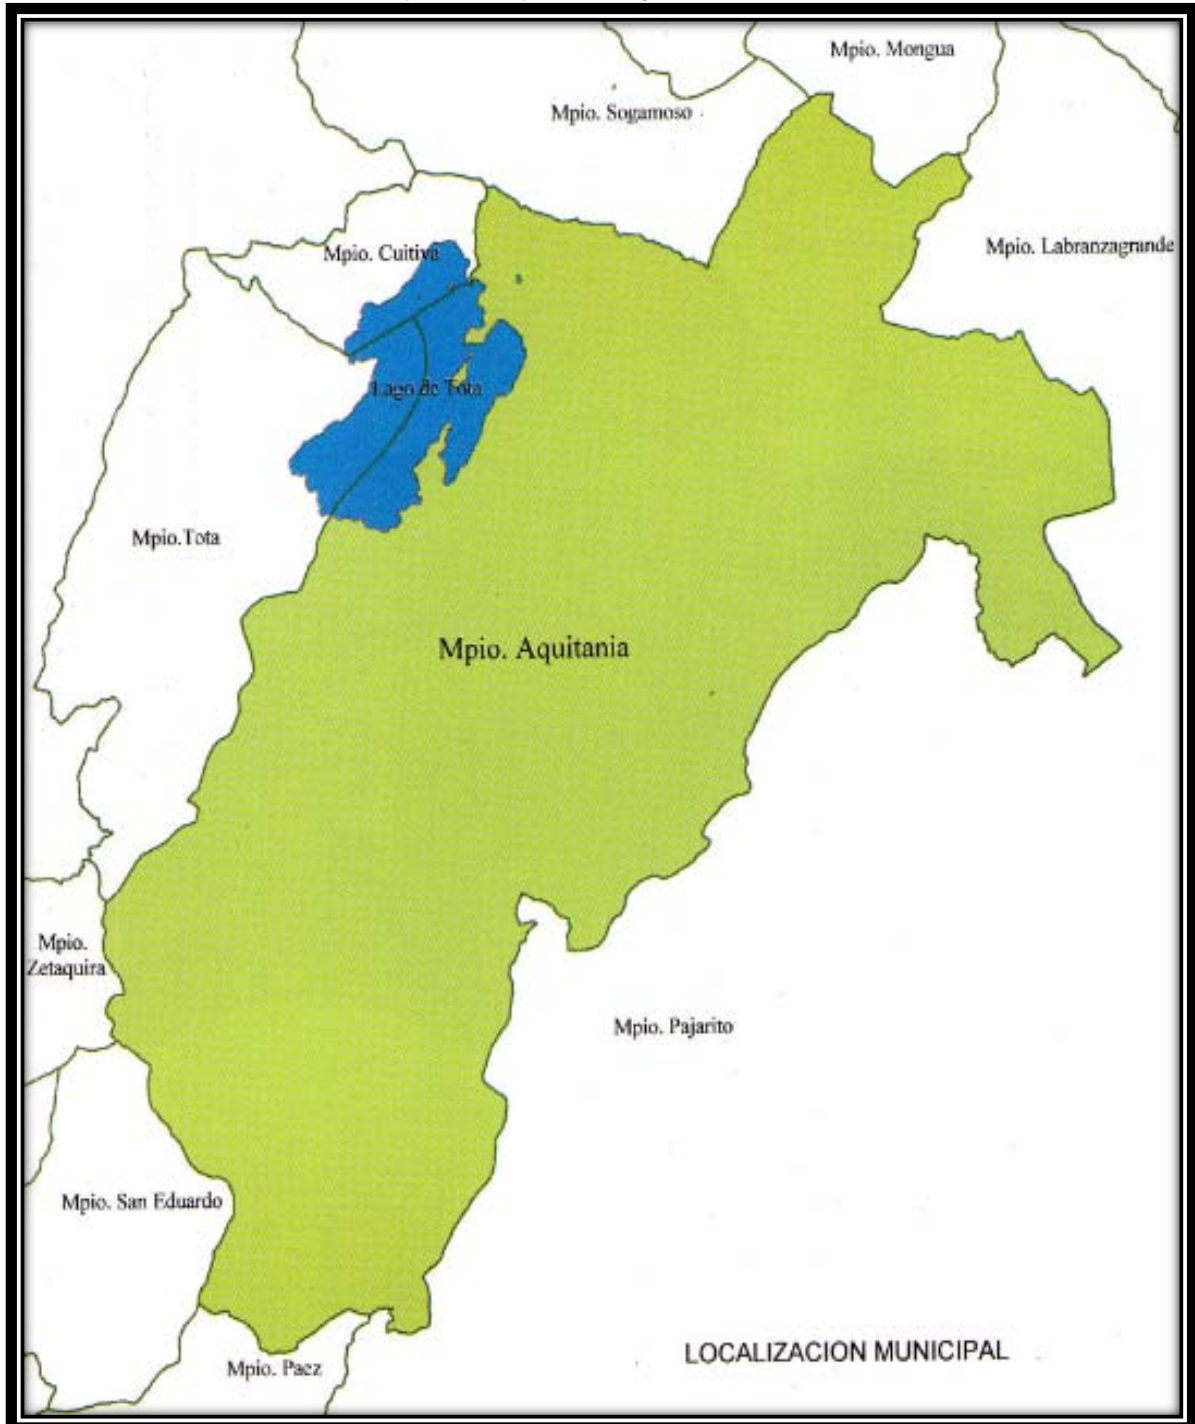 Mpio. Mongua
Mpio. Sogamoso
Mpio. Labranzagrande
Mpio. Cuitiva
Lago de Tota
Mpio.Tota
Mpio. Aquitania
Mpio.
Zetaquira
Mpio. Pajarito
Mpio. San Eduardo
LOCALIZACION MUNICIPAL
Mpio. Paez